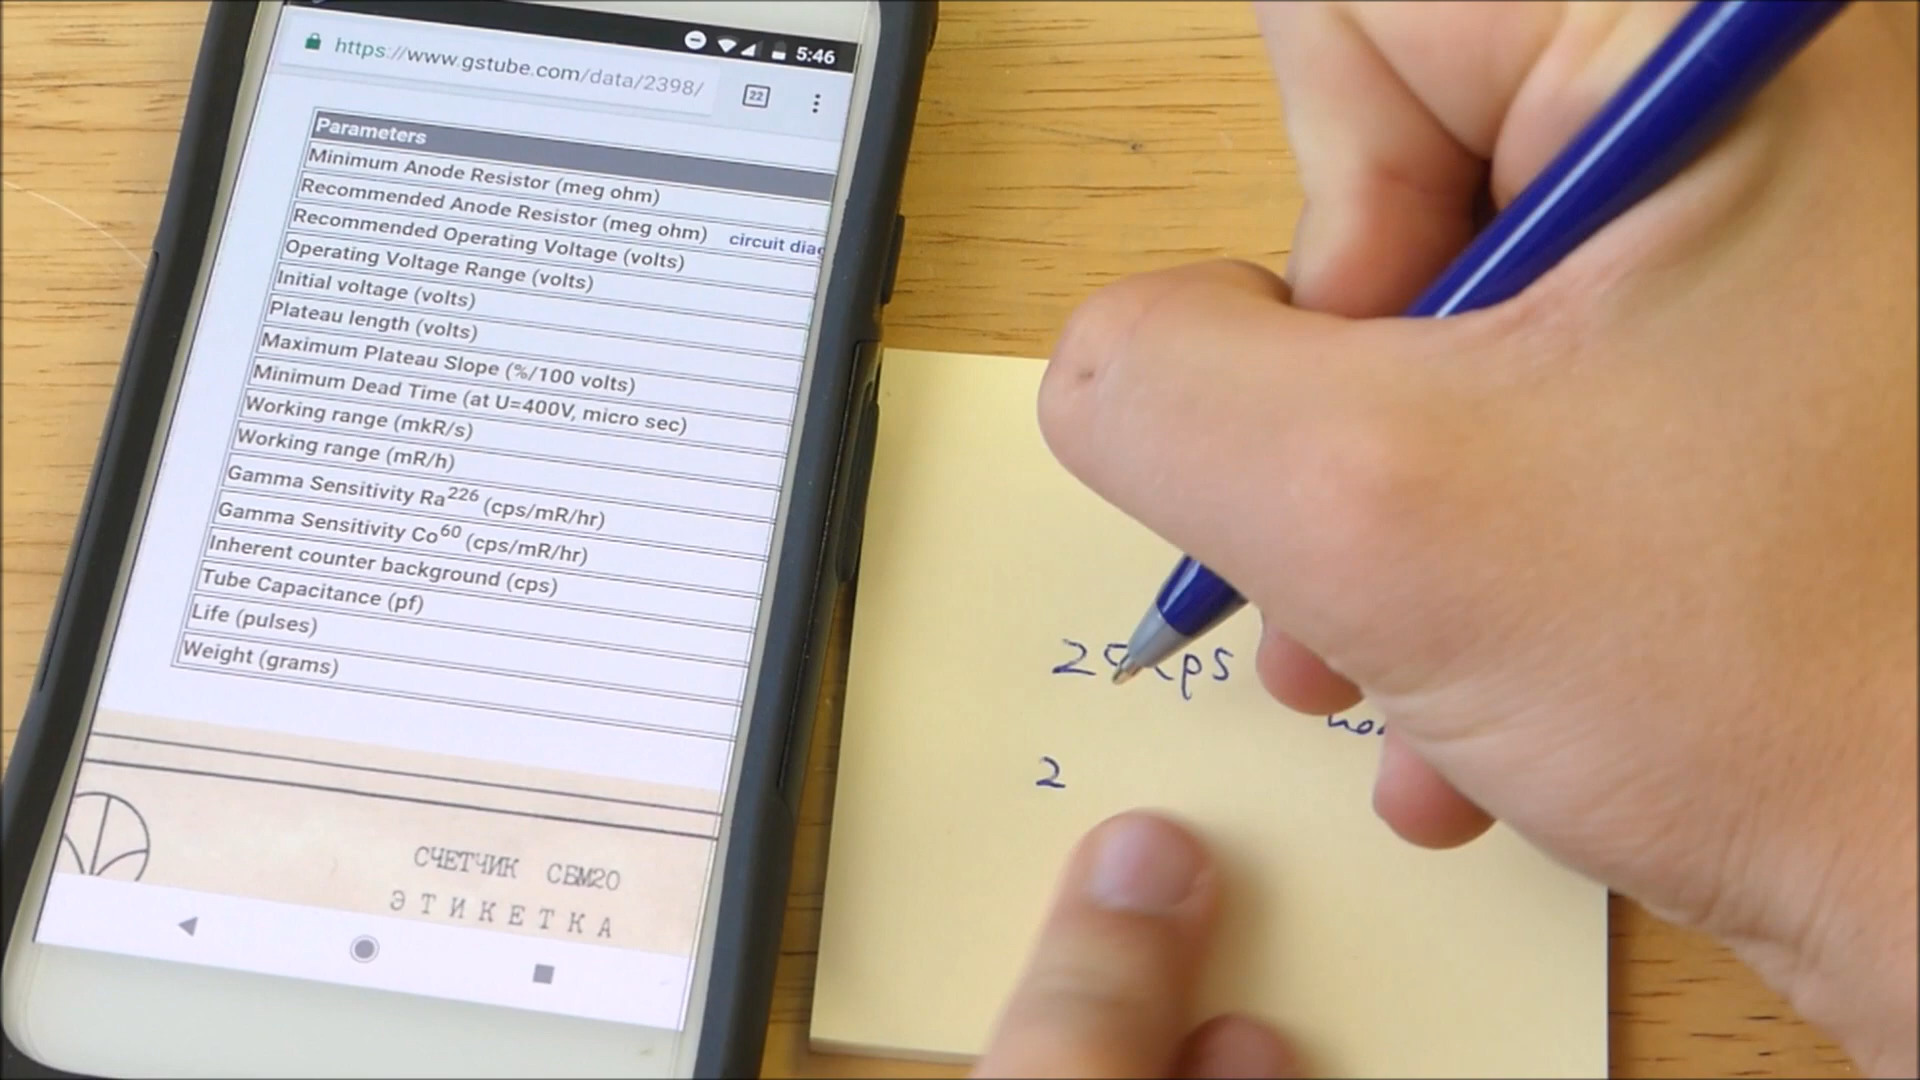 5:46
https://www.gstube.com/data/2398/
22
Parameters
Minimum Anode Resistor (meg ohm)
Recommended Anode Resistor (meg ohm) circuit diag
Recommended Operating Voltage (volts)
Operating Voltage Range (volts)
Initial voltage (volts)
Plateau length (volts)
Maximum Plateau Slope (%/100 volts)
Minimum Dead Time (at U=400V, micro sec)
Working range (mkR/s)
Working range (mR/h)
Gamma Sensitivity Ra226 (cps/mR/hr)
Gamma Sensitivity Co60 (cps/mR/hr)
Inherent counter background (cps)
Tube Capacitance (pf)
Life (pulses)
Weight (grams)
СЧЕТЧИК СБМ20
ЭТИКЕТКА
2